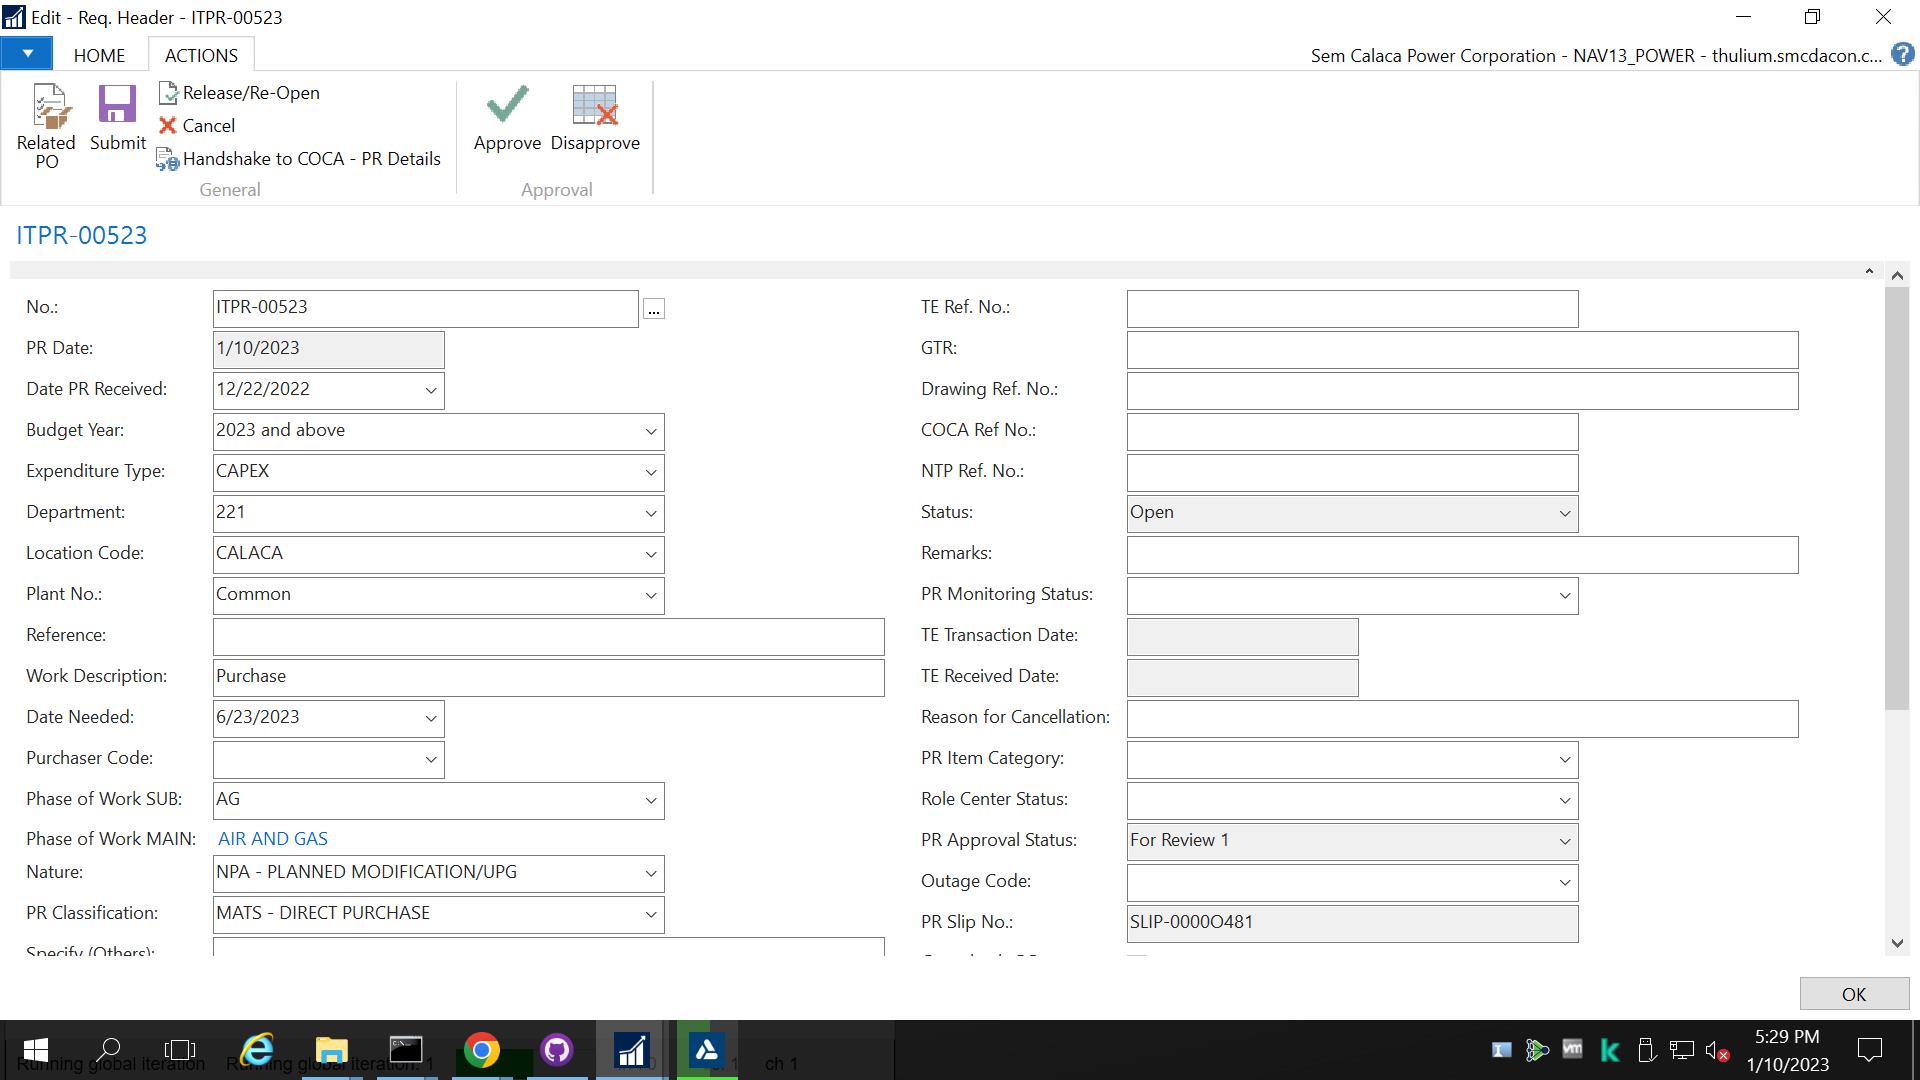 Edit - Req. Header - ITPR-00523
HOME ACTIONS
Sem Calaca Power Corporation - NAV13_POWER - thulium.smcdacon.c...
Related PO
Submit
Release/Re-Open
Cancel
Handshake to COCA - PR Details
General
Approve
Disapprove
Approval
ITPR-00523
No.: ITPR-00523 ...
PR Date: 1/10/2023
Date PR Received: 12/22/2022
Budget Year: 2023 and above
Expenditure Type: CAPEX
Department: 221
Location Code: CALACA
Plant No.: Common
Reference:
Work Description: Purchase
Date Needed: 6/23/2023
Purchaser Code:
Phase of Work SUB: AG
Phase of Work MAIN: AIR AND GAS
Nature: NPA - PLANNED MODIFICATION/UPG
PR Classification: MATS - DIRECT PURCHASE
Specify (Others):
TE Ref. No.:
GTR:
Drawing Ref. No.:
COCA Ref No.:
NTP Ref. No.:
Status: Open
Remarks:
PR Monitoring Status:
TE Transaction Date:
TE Received Date:
Reason for Cancellation:
PR Item Category:
Role Center Status:
PR Approval Status: For Review 1
Outage Code:
PR Slip No.: SLIP-0000O481
OK
Running global iteration Running global iteration: 1
ch 1
5:29 PM
1/10/2023